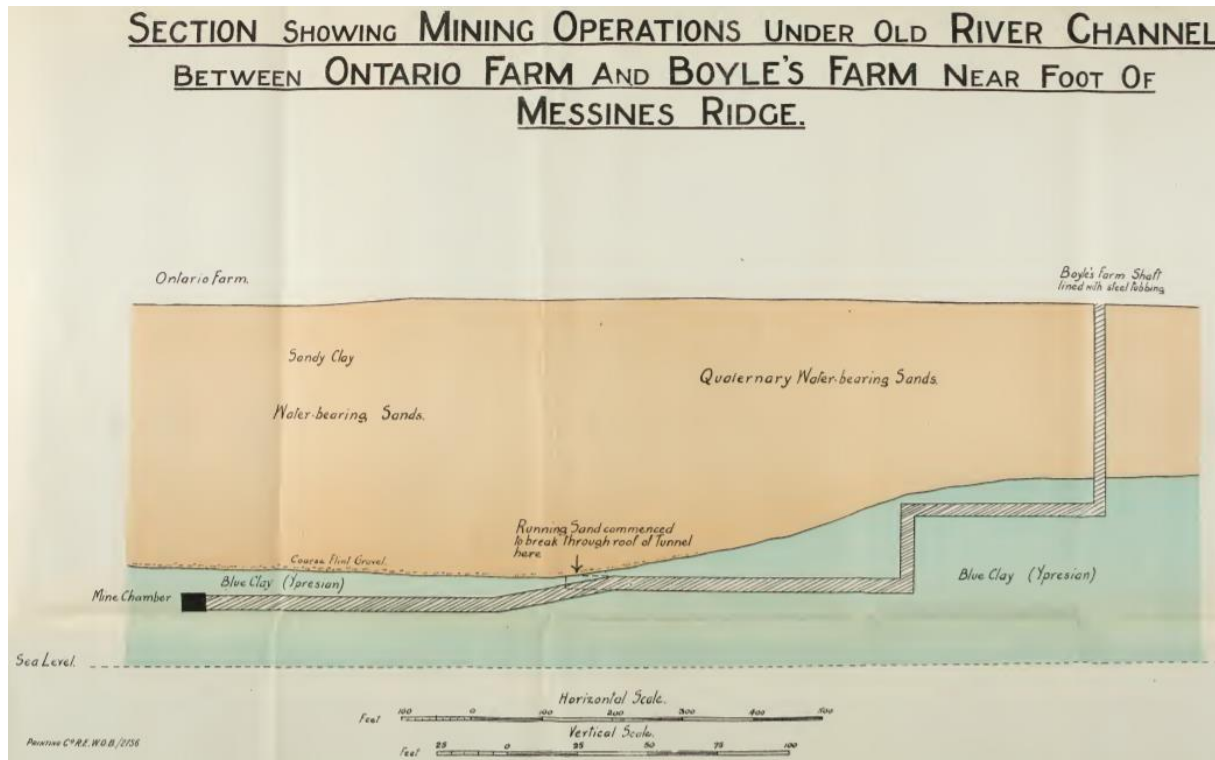 SECTION SHOWING MINING OPERATIONS UNDER OLD RIVER CHANNEL
BETWEEN ONTARIO FARM AND BOYLE'S FARM NEAR FOOT OF
MESSINES RIDGE.
Ontario Farm.
Boyle's Farm Shaft
lined with steel tubbing
Sandy Clay
Quaternary Water-bearing Sands.
Water-bearing Sands.
Running Sand commenced
to break through roof of Tunnel
here
Coarse Flint Gravel.
Blue Clay (Ypresian)
Blue Clay (Ypresian)
Mine Chamber
Sea Level.
Horizontal Scale.
Feet 100 0 100 200 300 400 500
Vertical Scale.
Feet 25 0 25 50 75 100
PRINTING Co R.E. W.O.B./2756